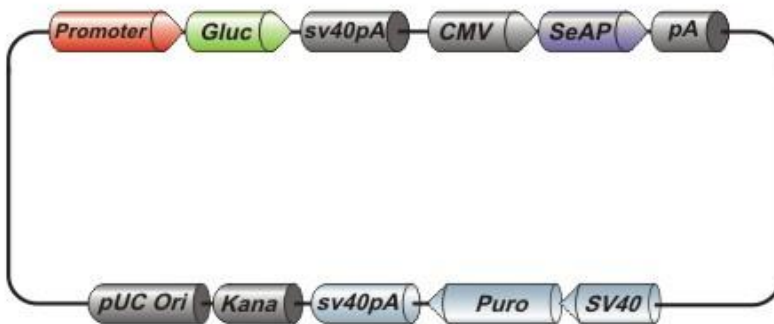 Promoter Gluc sv40pA CMV SeAP pA
pUC Ori Kana sv40pA Puro SV40